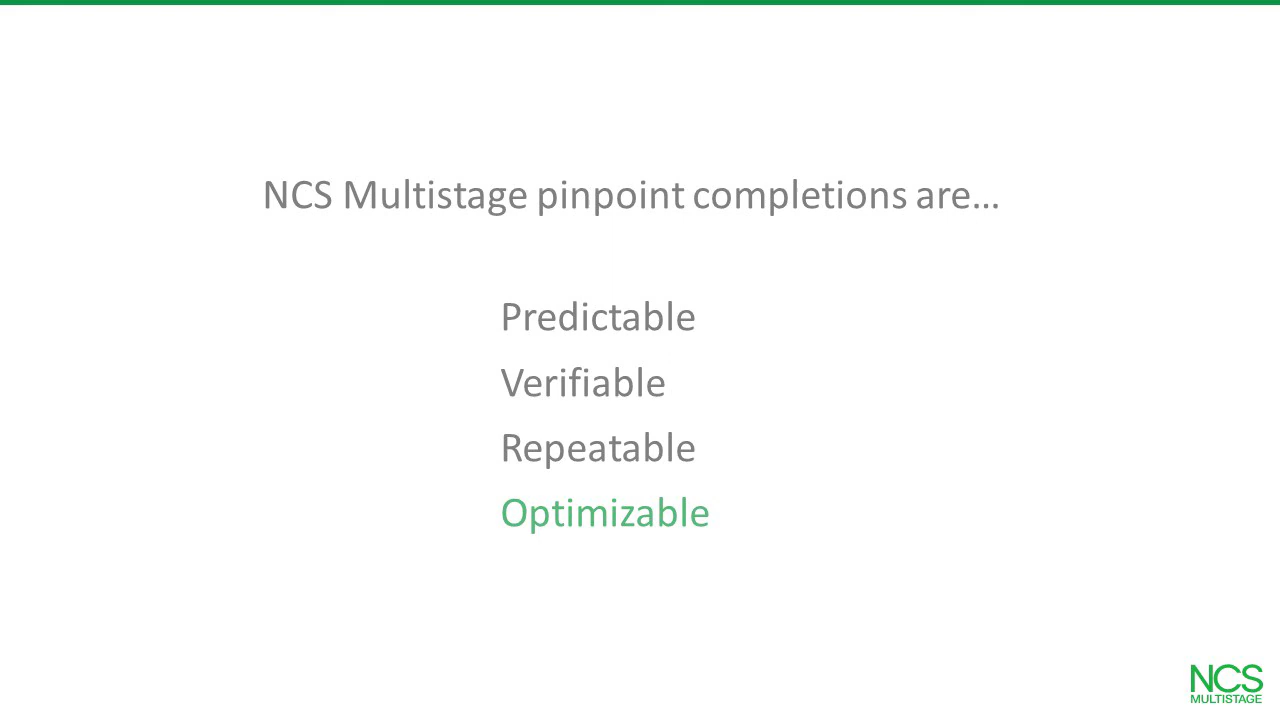 NCS Multistage pinpoint completions are…
Predictable
Verifiable
Repeatable
Optimizable
NCS
MULTISTAGE